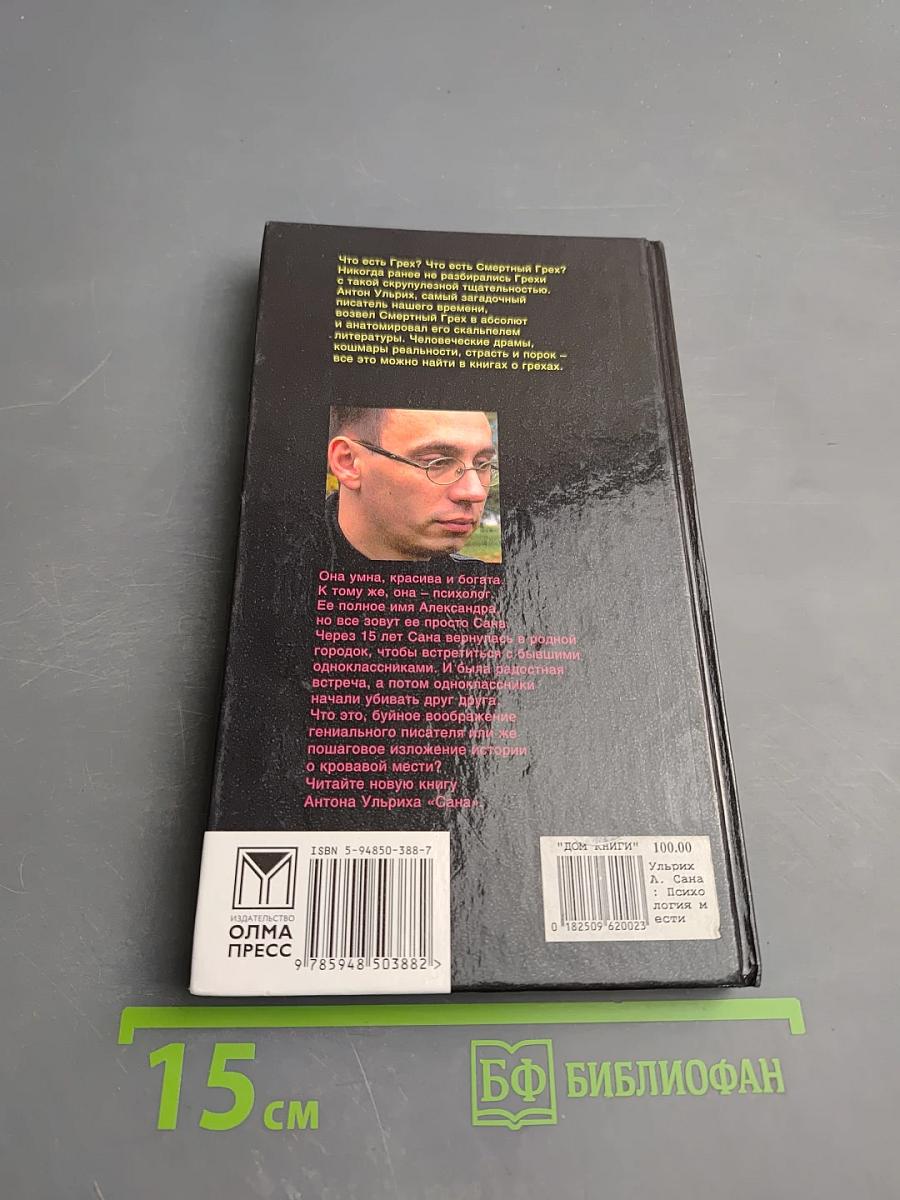 Что есть Грех? Что есть Смертный Грех?
Никогда ранее не разбирались Грехи
с такой скрупулезной тщательностью.
Антон Ульрих, самый загадочный
писатель нашего времени,
возвел Смертный Грех в абсолют
и анатомировал его скальпелем
литературы. Человеческие драмы,
кошмары реальности, страсть и порок –
все это можно найти в книгах о грехах.
Она умна, красива и богата.
К тому же, она – психолог.
Ее полное имя Александра,
но все зовут ее просто Сана.
Через 15 лет Сана вернулась в родной
городок, чтобы встретиться с бывшими
одноклассниками. И была радостная
встреча, а потом одноклассники
начали убивать друг друга.
Что это, буйное воображение
гениального писателя или же
пошаговое изложение истории
о кровавой мести?
Читайте новую книгу
Антона Ульриха «Сана».
ИЗДАТЕЛЬСТВО
ОЛМА
ПРЕСС
ISBN 5-94850-388-7
9 785948 503882 >
"ДОМ КНИГИ" 100.00
Ульрих
А. Сана
: Психо
логия м
ести
0 182509 620023
15 СМ
БФ БИБЛИОФАН